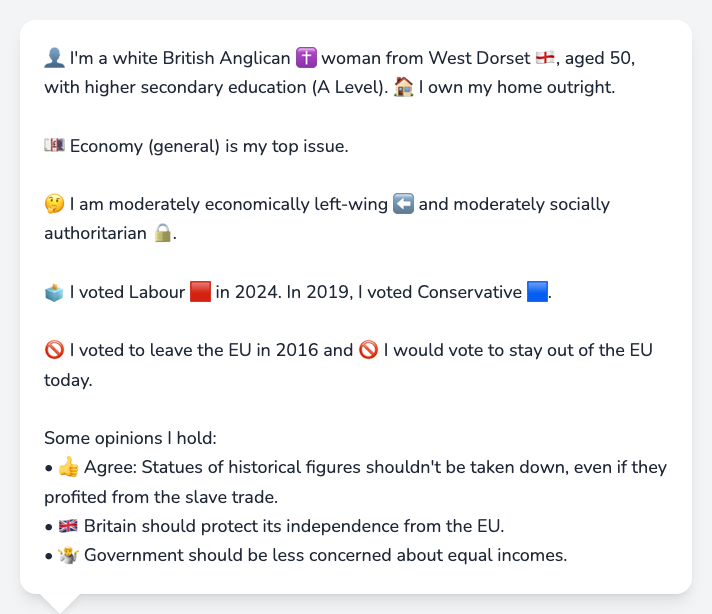 👤 I'm a white British Anglican ✝️ woman from West Dorset 🏴󠁧󠁢󠁥󠁮󠁧󠁿, aged 50,
with higher secondary education (A Level). 🏠 I own my home outright.
💷 Economy (general) is my top issue.
🤔 I am moderately economically left-wing ⬅️ and moderately socially
authoritarian 🔒.
🗳️ I voted Labour 🟥 in 2024. In 2019, I voted Conservative 🟦.
🚫 I voted to leave the EU in 2016 and 🚫 I would vote to stay out of the EU
today.
Some opinions I hold:
• 👍 Agree: Statues of historical figures shouldn't be taken down, even if they
profited from the slave trade.
• 🇬🇧 Britain should protect its independence from the EU.
• 🤷 Government should be less concerned about equal incomes.